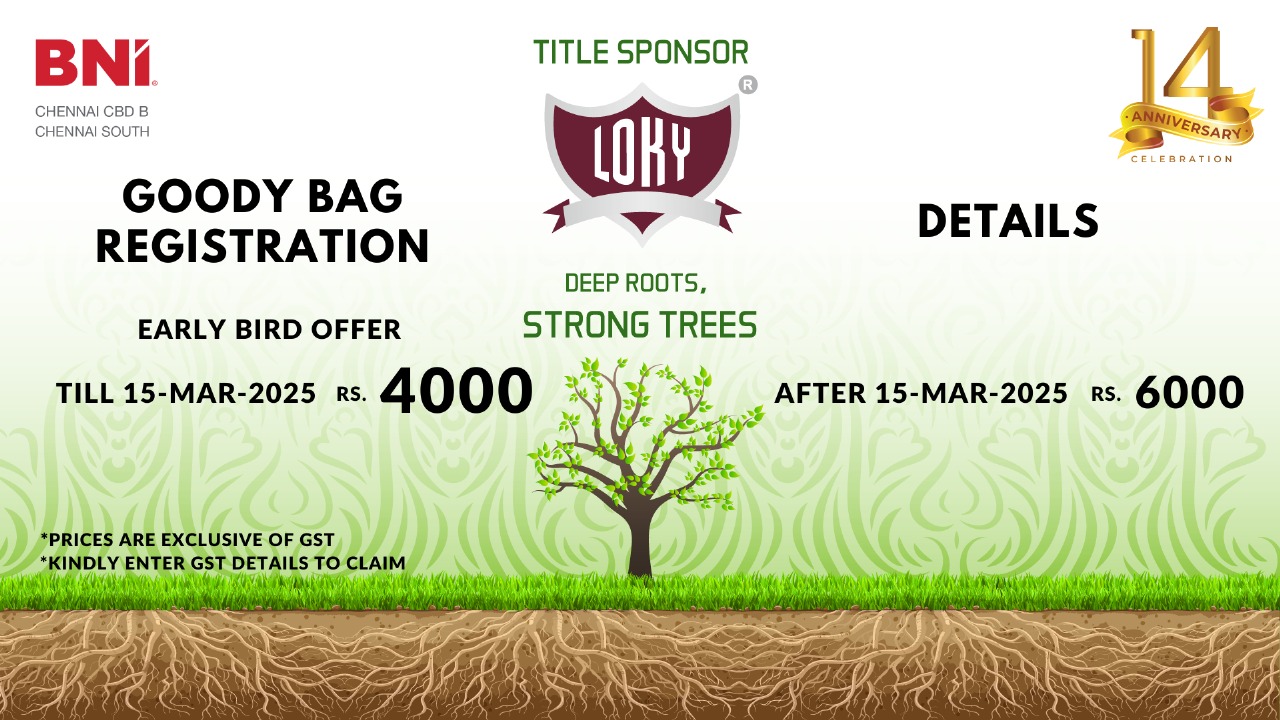 BNI®
CHENNAI CBD B
CHENNAI SOUTH
TITLE SPONSOR
LOKY
®
14
ANNIVERSARY
CELEBRATION
GOODY BAG
REGISTRATION
DETAILS
DEEP ROOTS,
STRONG TREES
EARLY BIRD OFFER
TILL 15-MAR-2025 RS. 4000
AFTER 15-MAR-2025 RS. 6000
*PRICES ARE EXCLUSIVE OF GST
*KINDLY ENTER GST DETAILS TO CLAIM